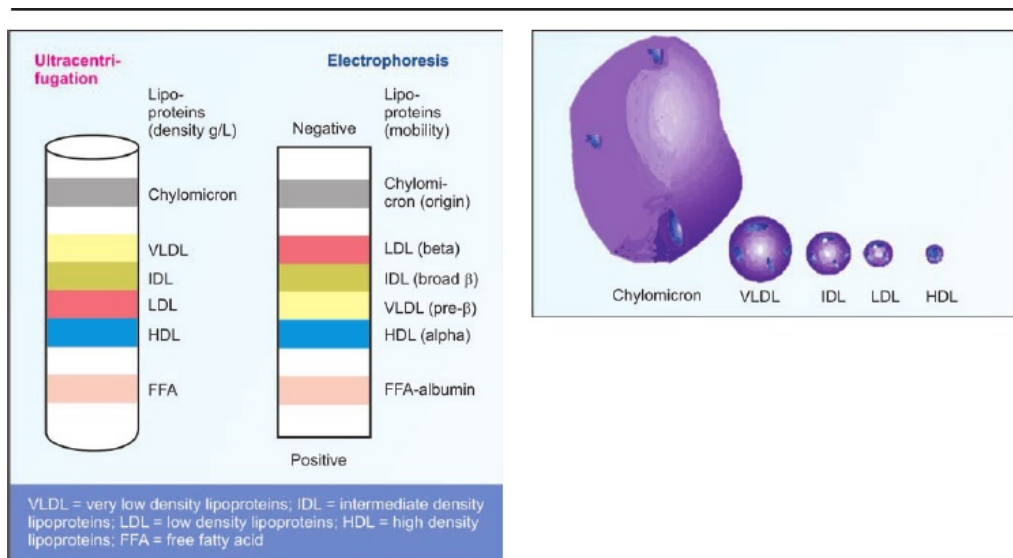 Ultracentri-
fugation
Electrophoresis
Lipo-
proteins
(density g/L)
Chylomicron
VLDL
IDL
LDL
HDL
FFA
Lipo-
proteins
(mobility)
Negative
Chylomi-
cron (origin)
LDL (beta)
IDL (broad β)
VLDL (pre-β)
HDL (alpha)
FFA-albumin
Positive
VLDL = very low density lipoproteins; IDL = intermediate density
lipoproteins; LDL = low density lipoproteins; HDL = high density
lipoproteins; FFA = free fatty acid
Chylomicron VLDL IDL LDL HDL